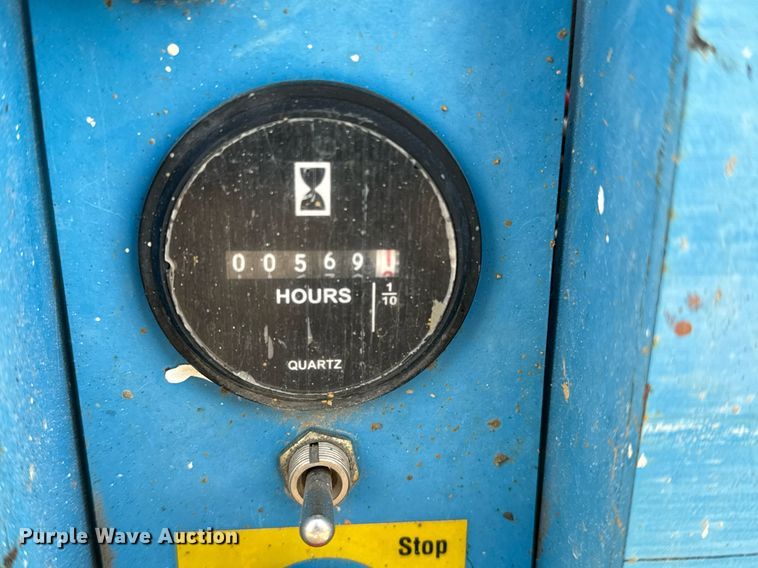 00569
HOURS 1/10
QUARTZ
Stop
Purple Wave Auction